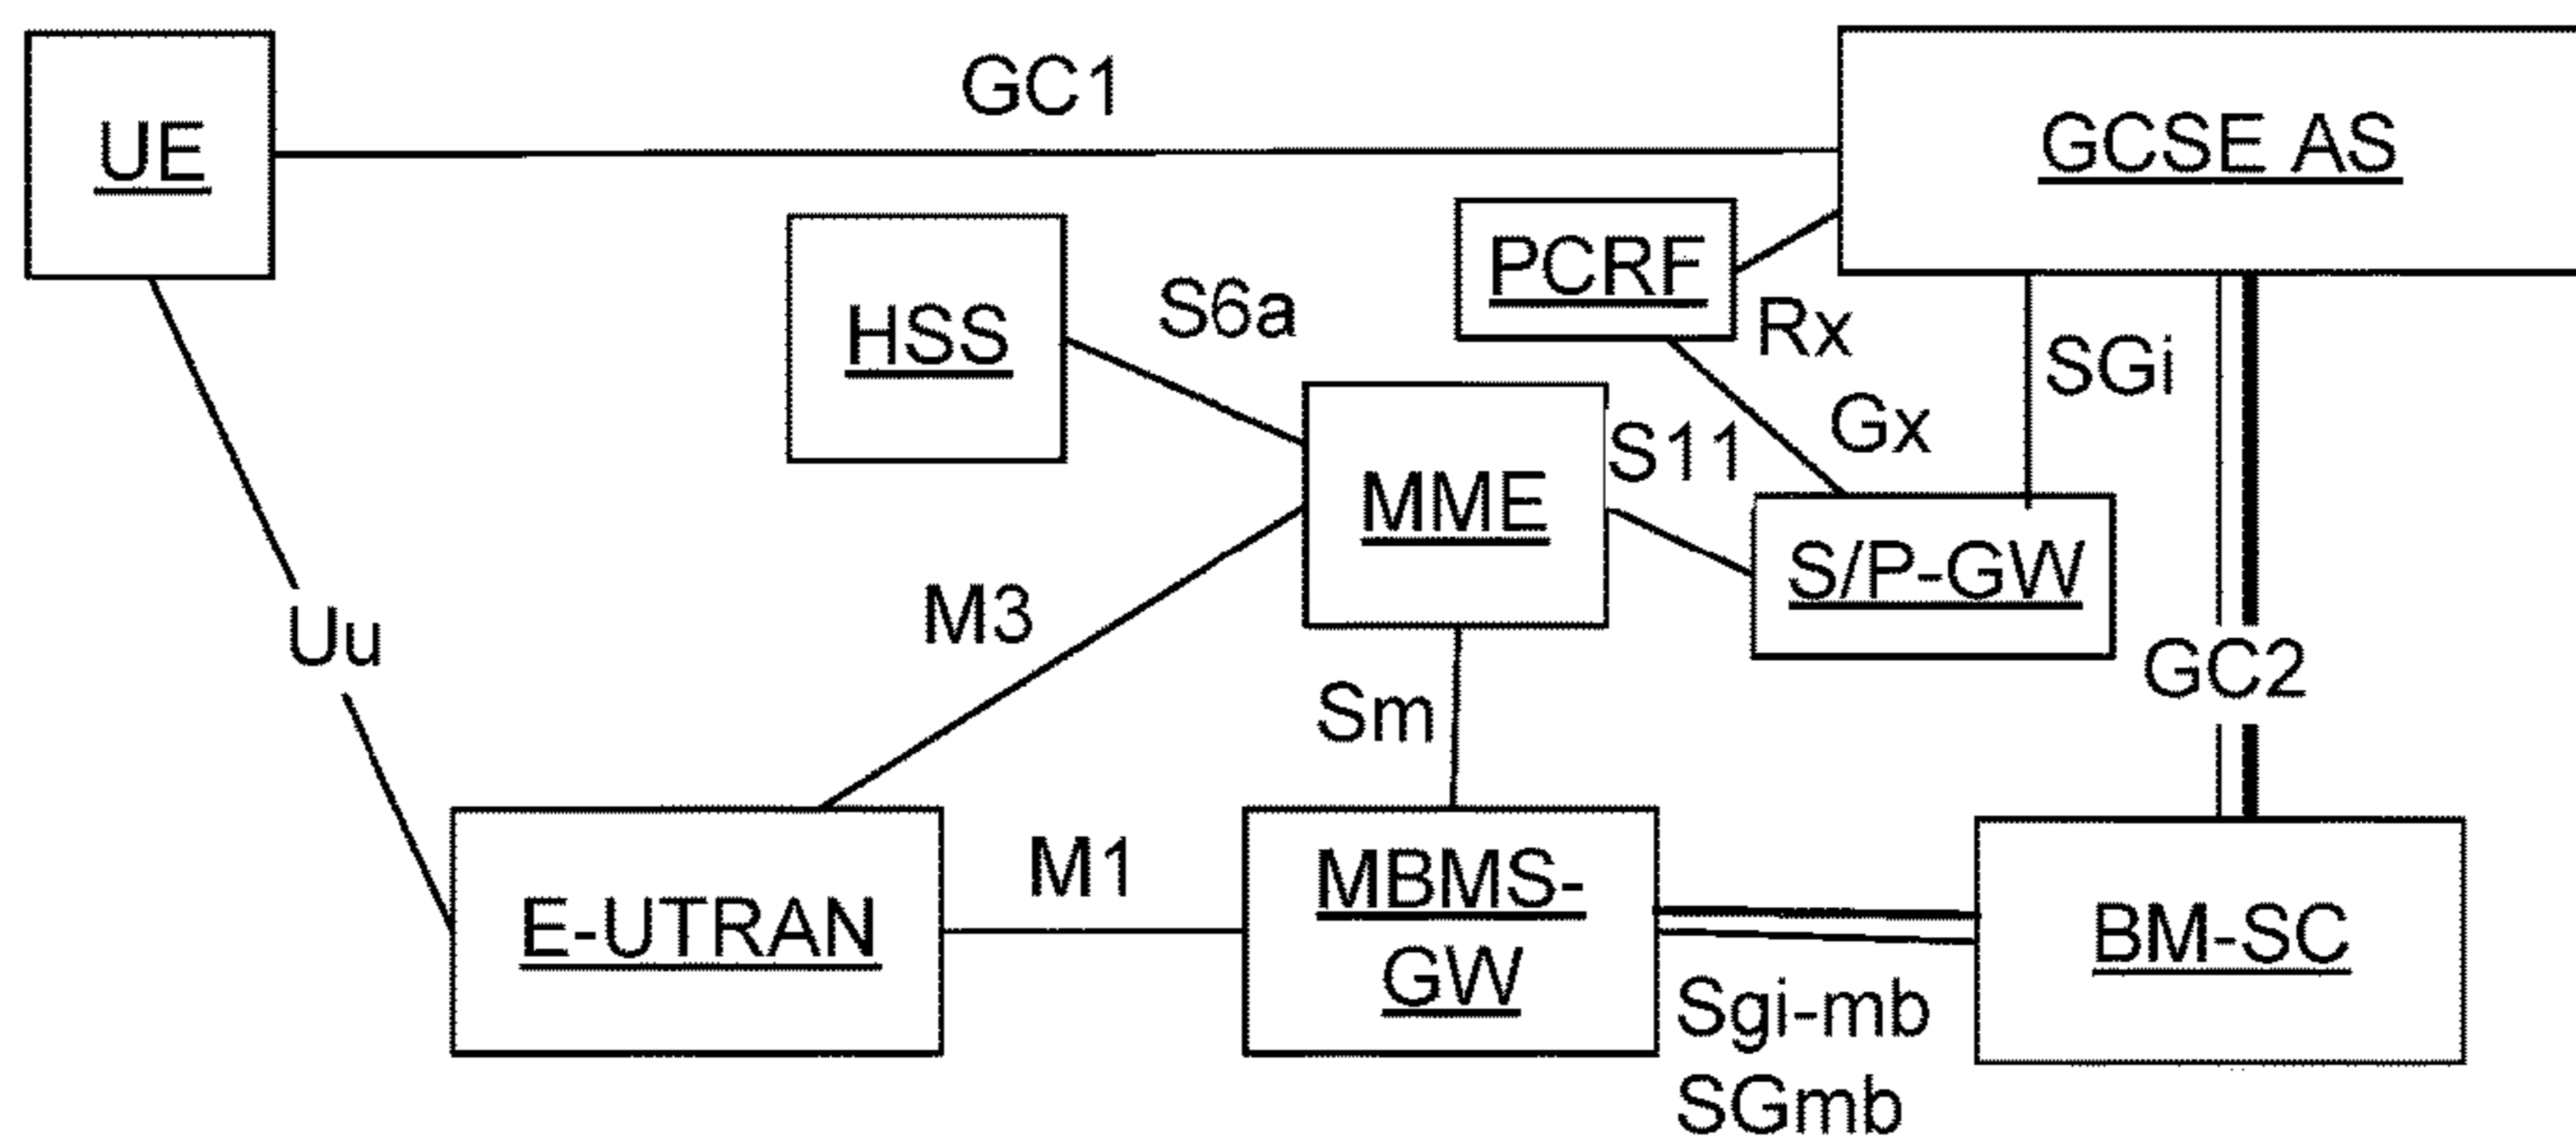 GC1
UE
GCSE AS
PCRF
HSS
S6a
Rx
SGi
Gx
S11
MME
S/P-GW
M3
Uu
GC2
Sm
M1
MBMS-
GW
E-UTRAN
BM-SC
Sgi-mb
SGmb